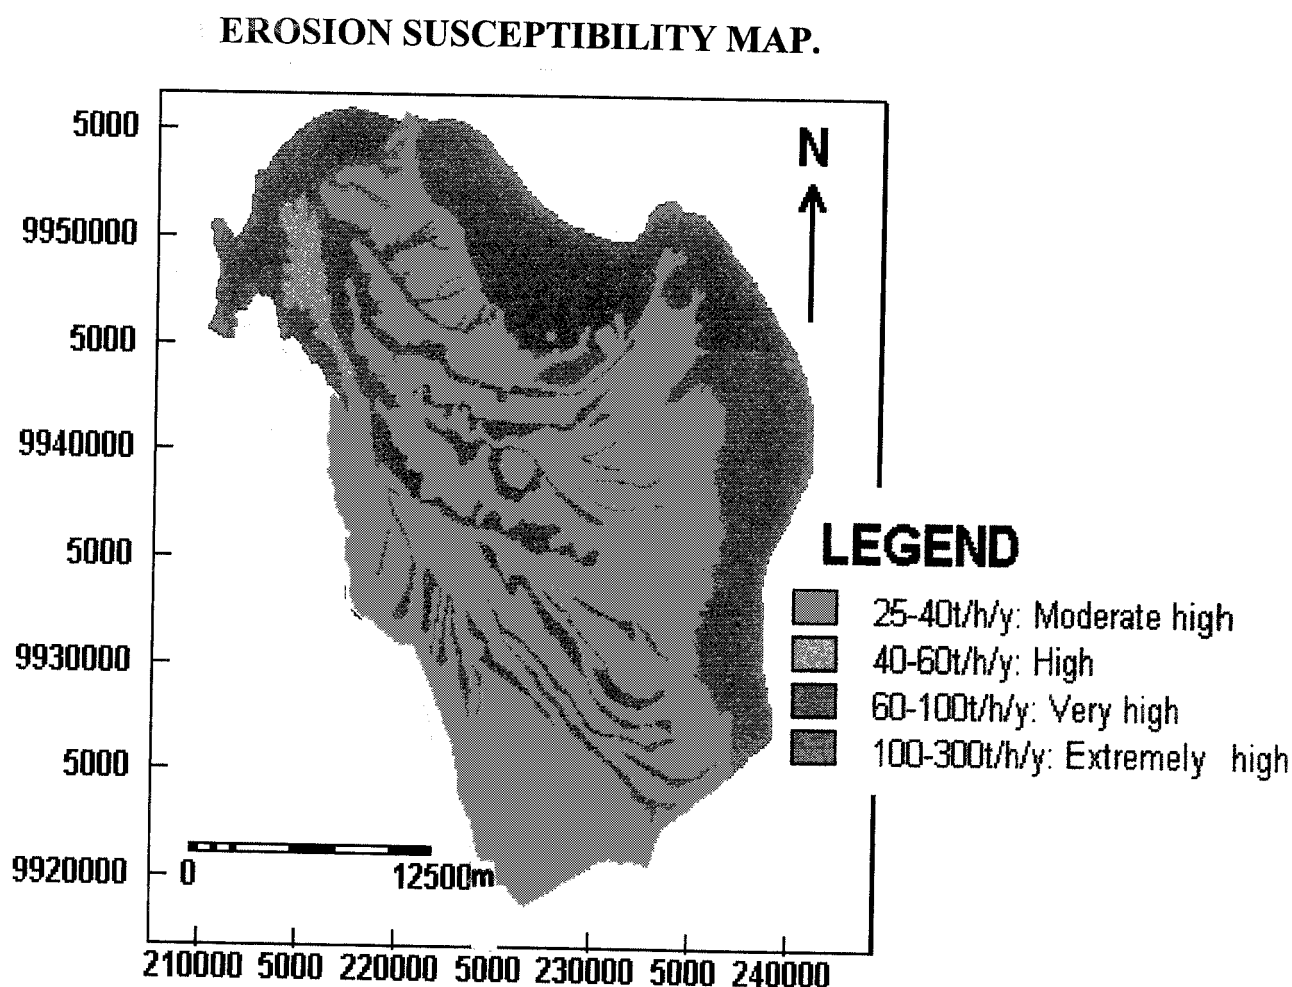 EROSION SUSCEPTIBILITY MAP.
5000
9950000
5000
9940000
5000
9930000
5000
9920000
N
LEGEND
25-40t/h/y: Moderate high
40-60t/h/y: High
60-100t/h/y: Very high
100-300t/h/y: Extremely high
0 12500m
210000 5000 220000 5000 230000 5000 240000